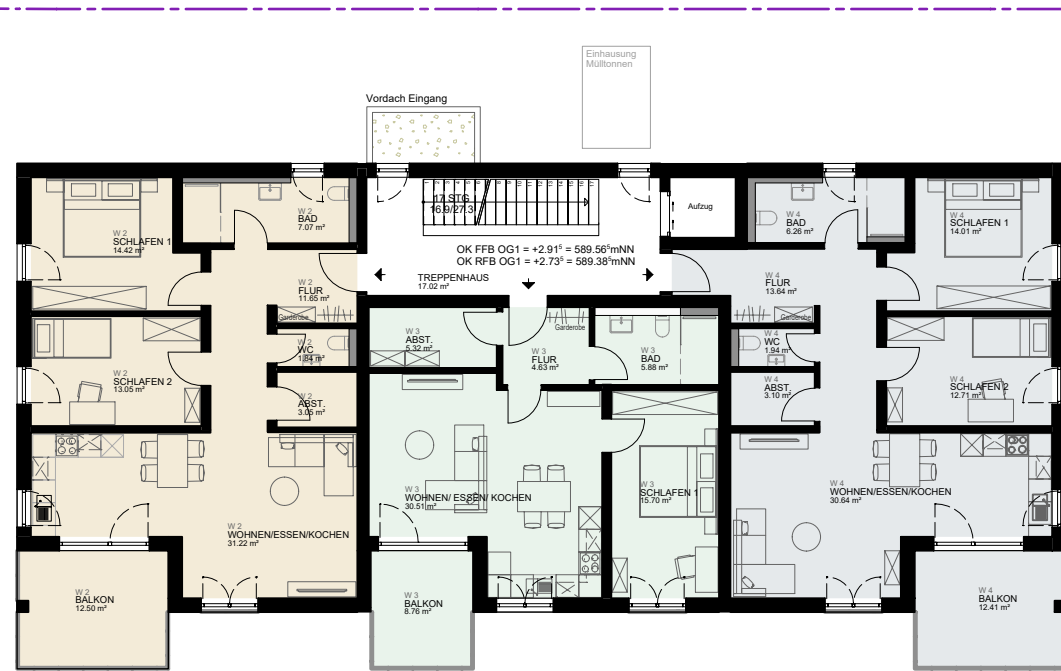 Einhausung
Mülltonnen
Vordach Eingang
17 STG
16.9/27.3
Aufzug
OK FFB OG1 = +2.91⁵ = 589.56⁵mNN
OK RFB OG1 = +2.73⁵ = 589.38⁵mNN
TREPPENHAUS
17.02 m²
W 2
SCHLAFEN 1
14.42 m²
W 2
BAD
7.07 m²
W 2
FLUR
11.65 m²
Garderobe
W 2
WC
1.84 m²
W 2
SCHLAFEN 2
13.05 m²
W 2
ABST.
3.05 m²
W 2
WOHNEN/ESSEN/KOCHEN
31.22 m²
W 2
BALKON
12.50 m²
W 3
ABST.
5.32 m²
Garderobe
W 3
FLUR
4.63 m²
W 3
BAD
5.88 m²
W 3
WOHNEN/ ESSEN/ KOCHEN
30.51 m²
W 3
SCHLAFEN 1
15.70 m²
W 3
BALKON
8.76 m²
W 4
BAD
6.26 m²
W 4
SCHLAFEN 1
14.01 m²
W 4
FLUR
13.64 m²
Garderobe
W 4
WC
1.94 m²
W 4
ABST.
3.10 m²
W 4
SCHLAFEN 2
12.71 m²
W 4
WOHNEN/ESSEN/KOCHEN
30.64 m²
W 4
BALKON
12.41 m²